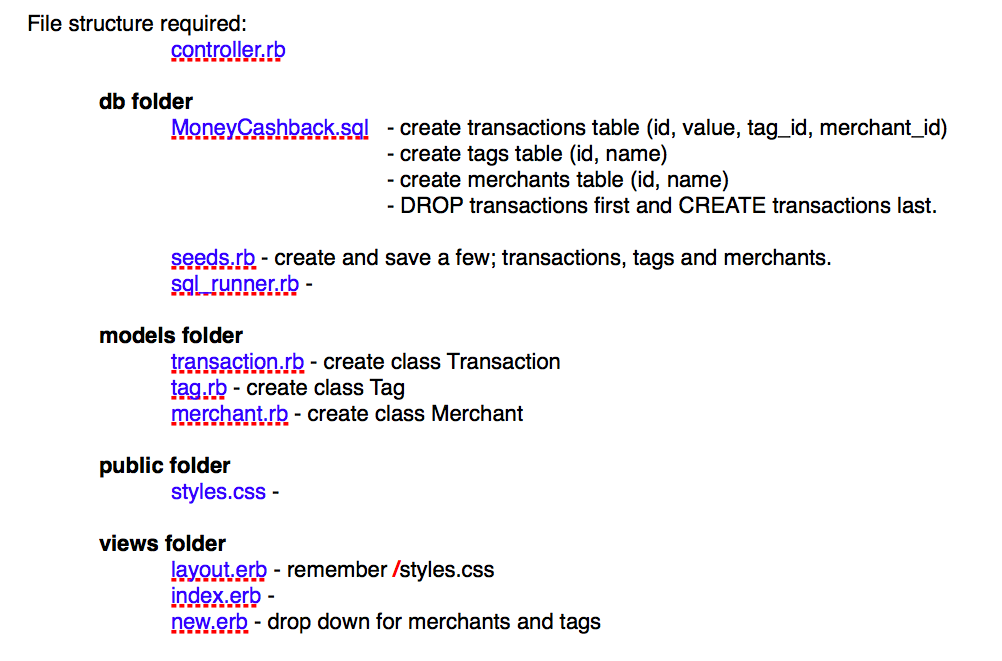 File structure required:
controller.rb
db folder
MoneyCashback.sql - create transactions table (id, value, tag_id, merchant_id)
- create tags table (id, name)
- create merchants table (id, name)
- DROP transactions first and CREATE transactions last.
seeds.rb - create and save a few; transactions, tags and merchants.
sql_runner.rb -
models folder
transaction.rb - create class Transaction
tag.rb - create class Tag
merchant.rb - create class Merchant
public folder
styles.css -
views folder
layout.erb - remember /styles.css
index.erb -
new.erb - drop down for merchants and tags